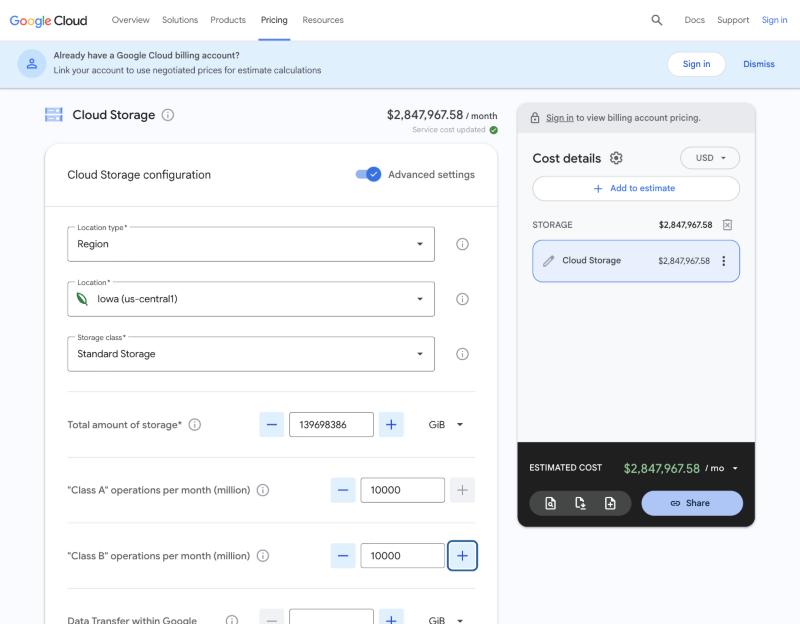 Google Cloud
Overview Solutions Products Pricing Resources Docs Support Sign in
Already have a Google Cloud billing account?
Link your account to use negotiated prices for estimate calculations
Sign in Dismiss
Cloud Storage
$2,847,967.58 / month
Service cost updated
Cloud Storage configuration
Advanced settings
Location type*
Region
Location*
Iowa (us-central1)
Storage class*
Standard Storage
Total amount of storage* 139698386 GiB
"Class A" operations per month (million) 10000
"Class B" operations per month (million) 10000
Data Transfer within Google GiB
Sign in to view billing account pricing.
Cost details USD
Add to estimate
STORAGE $2,847,967.58
Cloud Storage $2,847,967.58
ESTIMATED COST $2,847,967.58 / mo
Share